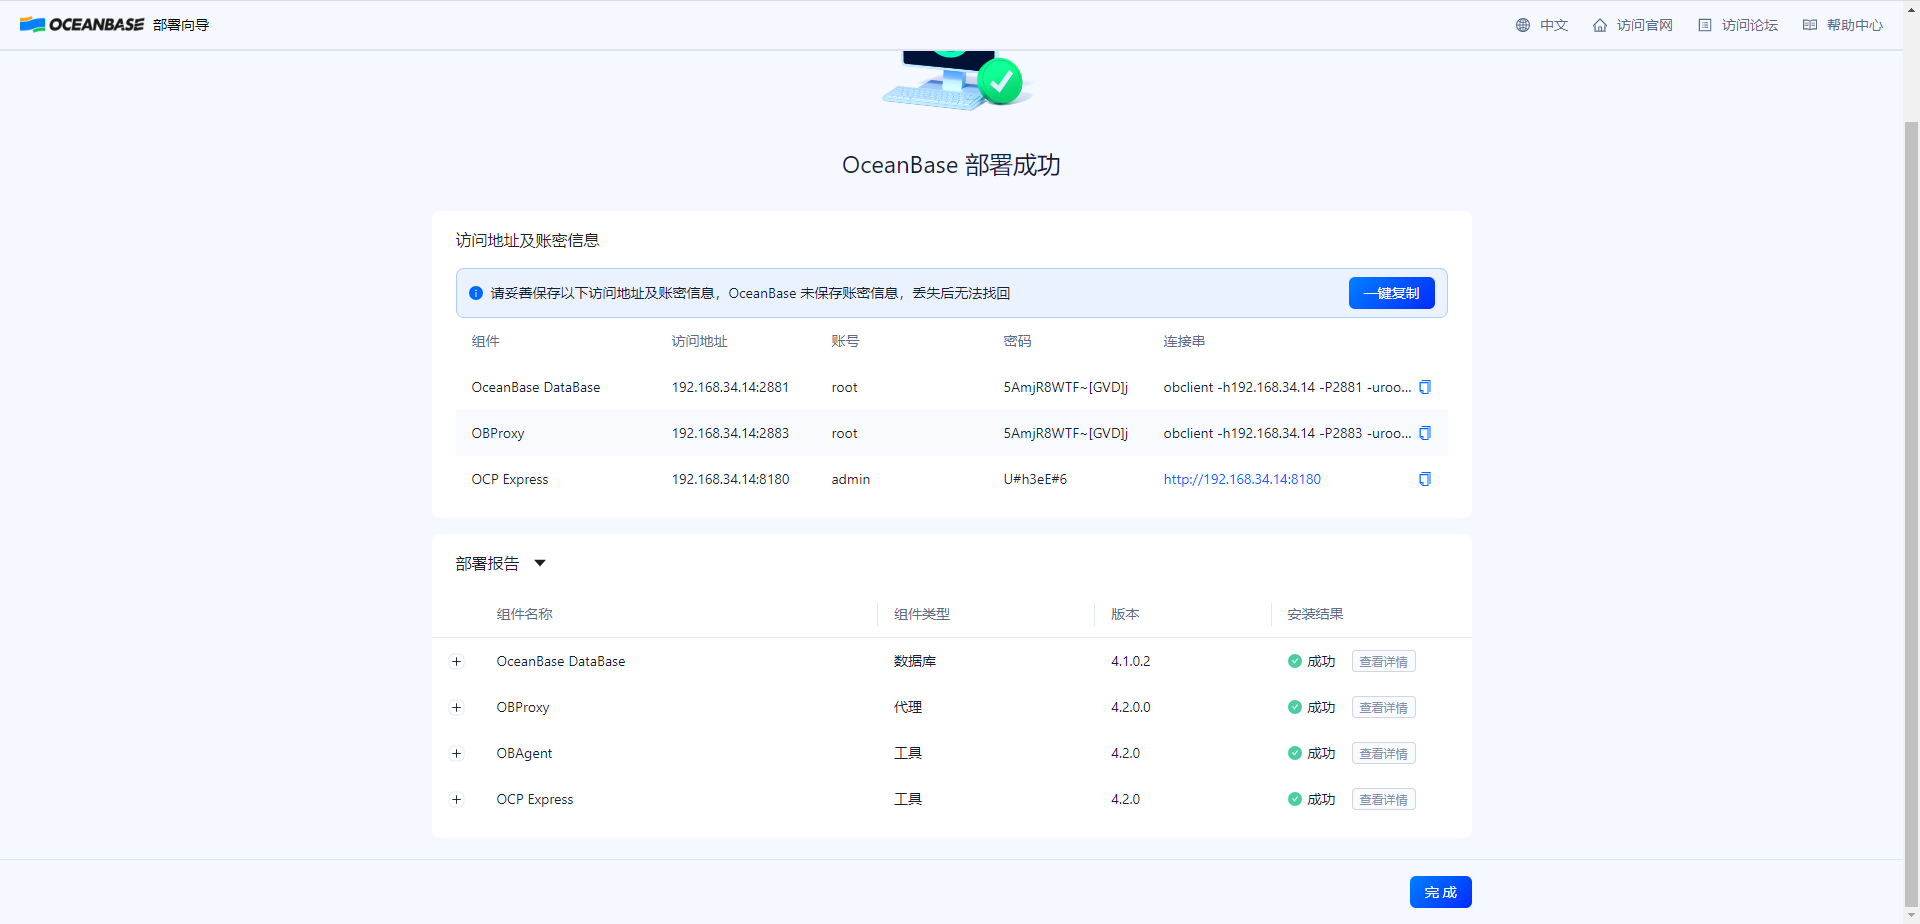 OCEANBASE 部署向导 中文 访问官网 访问论坛 帮助中心
OceanBase 部署成功
访问地址及账密信息
请妥善保存以下访问地址及账密信息，OceanBase 未保存账密信息，丢失后无法找回 一键复制
组件 访问地址 账号 密码 连接串
OceanBase DataBase 192.168.34.14:2881 root 5AmjR8WTF~[GVD]j obclient -h192.168.34.14 -P2881 -uroo...
OBProxy 192.168.34.14:2883 root 5AmjR8WTF~[GVD]j obclient -h192.168.34.14 -P2883 -uroo...
OCP Express 192.168.34.14:8180 admin U#h3eE#6 http://192.168.34.14:8180
部署报告
组件名称 组件类型 版本 安装结果
OceanBase DataBase 数据库 4.1.0.2 成功 查看详情
OBProxy 代理 4.2.0.0 成功 查看详情
OBAgent 工具 4.2.0 成功 查看详情
OCP Express 工具 4.2.0 成功 查看详情
完成